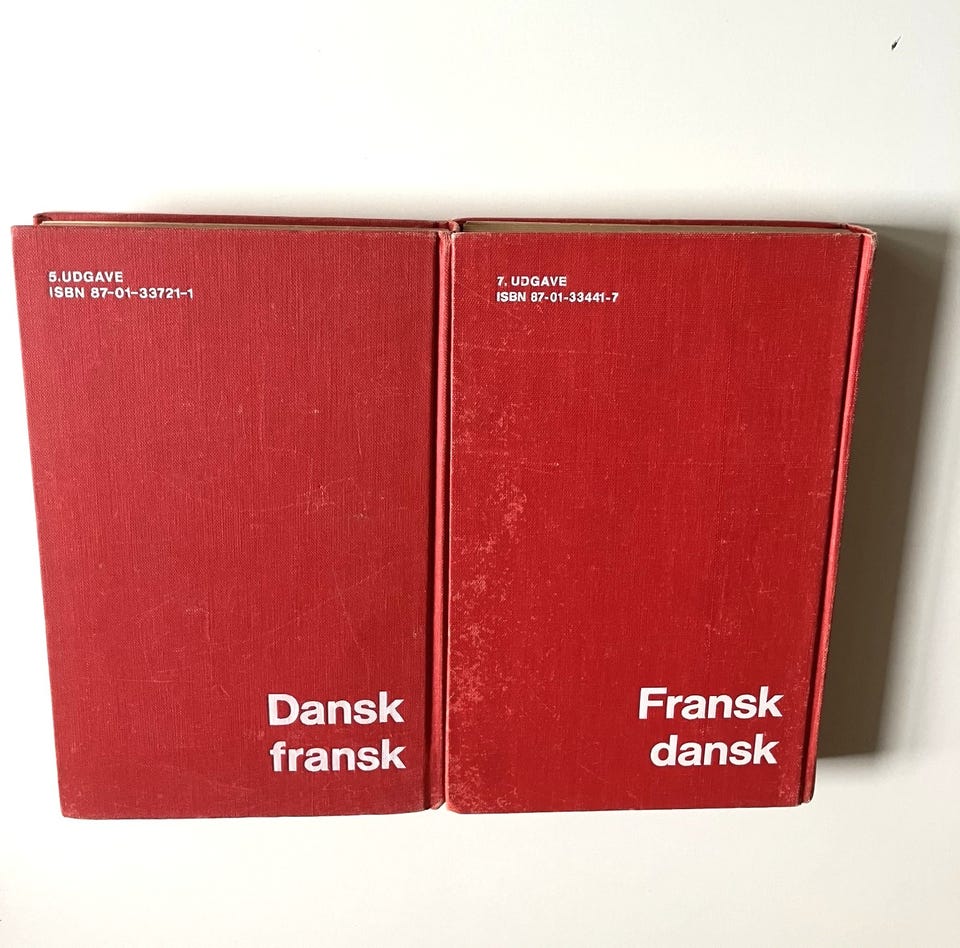 5.UDGAVE
ISBN 87-01-33721-1
Dansk
fransk
7. UDGAVE
ISBN 87-01-33441-7
Fransk
dansk